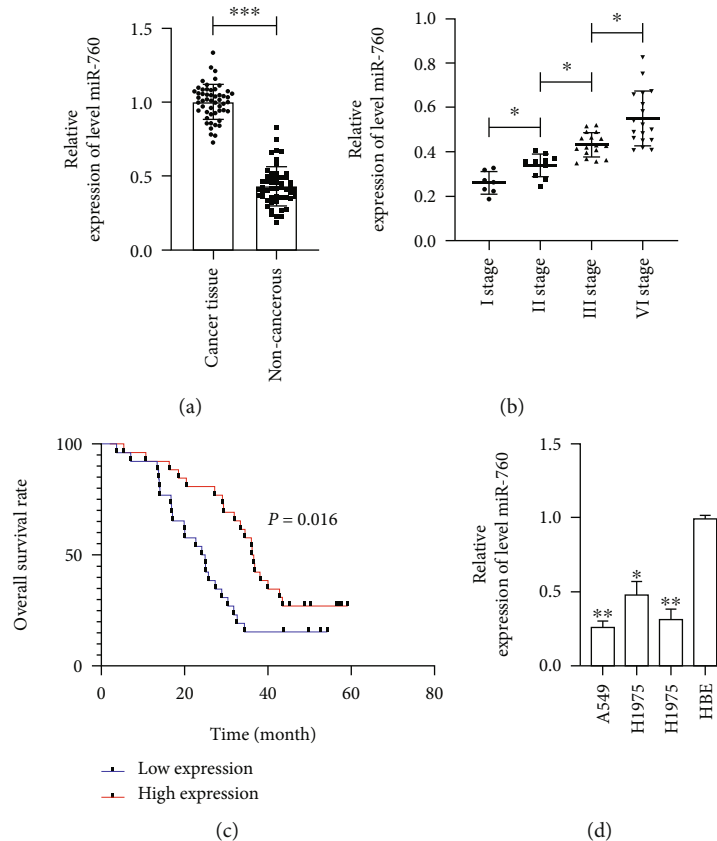 ***
1.5
1.0
0.5
0.0
Relative
expression of level miR-760
Cancer tissue
Non-cancerous
(a)
*
*
*
1.0
0.8
0.6
0.4
0.2
0.0
Relative
expression of level miR-760
I stage
II stage
III stage
VI stage
(b)
100
50
0
Overall survival rate
P = 0.016
0
20
40
60
80
Time (month)
Low expression
High expression
(c)
1.5
1.0
0.5
0.0
Relative
expression of level miR-760
**
*
**
A549
H1975
H1975
HBE
(d)